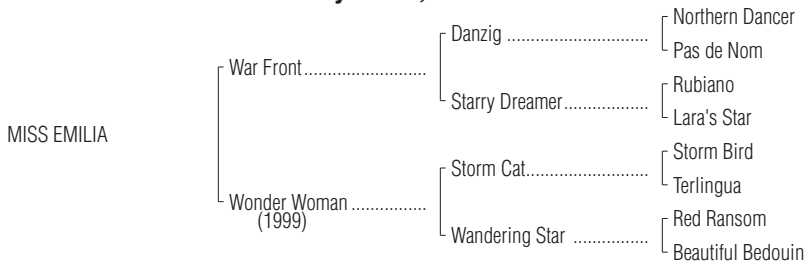 Northern Dancer
Danzig ..............................
Pas de Nom
War Front..........................
Rubiano
Starry Dreamer..................
Lara's Star
MISS EMILIA
Storm Bird
Storm Cat..........................
Terlingua
Wonder Woman ................
(1999)
Red Ransom
Wandering Star ................
Beautiful Bedouin